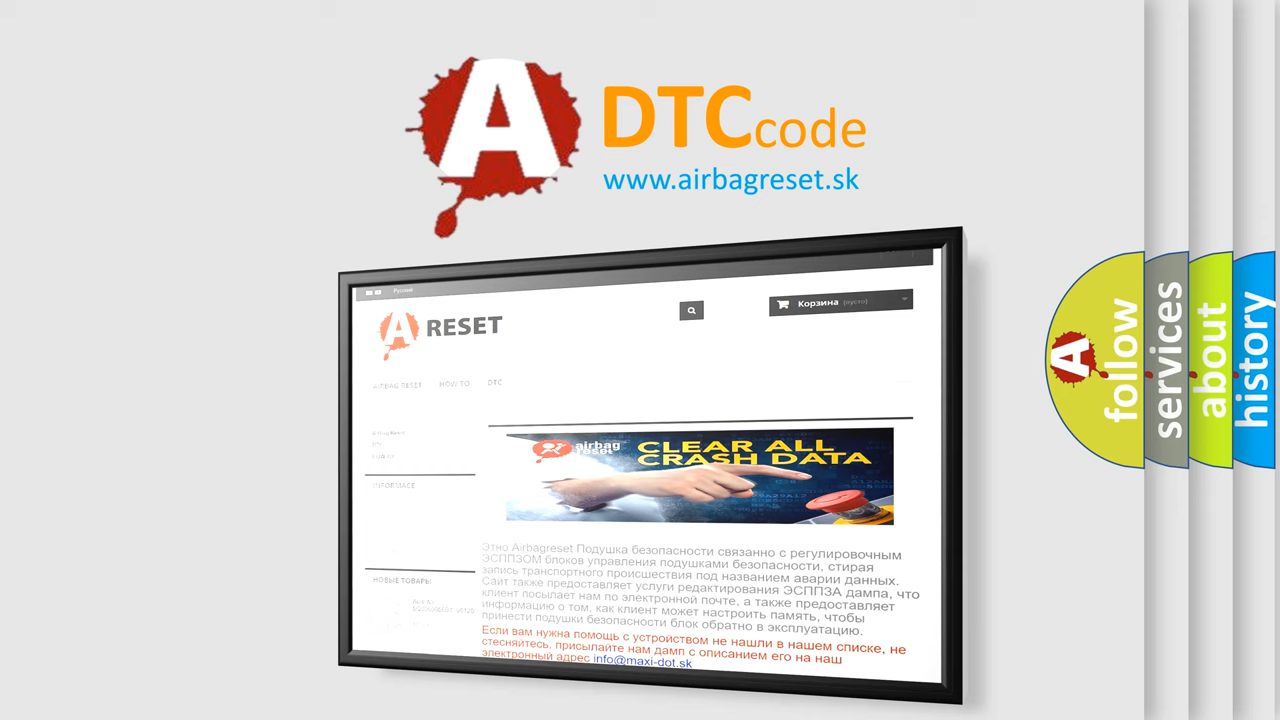 A DTCcode
www.airbagreset.sk
Русский
A RESET
Корзина (пусто)
AIRBAG RESET HOW TO DTC
Airbag Reset
DTC
INFORMACE
CLEAR ALL
CRASH DATA
airbag
reset
Этно Airbagreset Подушка безопасности связанно с регулировочным
ЭСППЗОМ блоков управления подушками безопасности, стирая
запись транспортного происшествия под названием аварии данных.
Сайт также предоставляет услуги редактирования ЭСППЗА дампа, что
клиент посылает нам по электронной почте, а также предоставляет
информацию о том, как клиент может настроить память, чтобы
принести подушки безопасности блок обратно в эксплуатацию.
Если вам нужна помощь с устройством не нашли в нашем списке, не
стесняйтесь, присылайте нам дамп с описанием его на наш
электронный адрес info@maxi-dot.sk
НОВЫЕ ТОВАРЫ
A follow
services
about
history